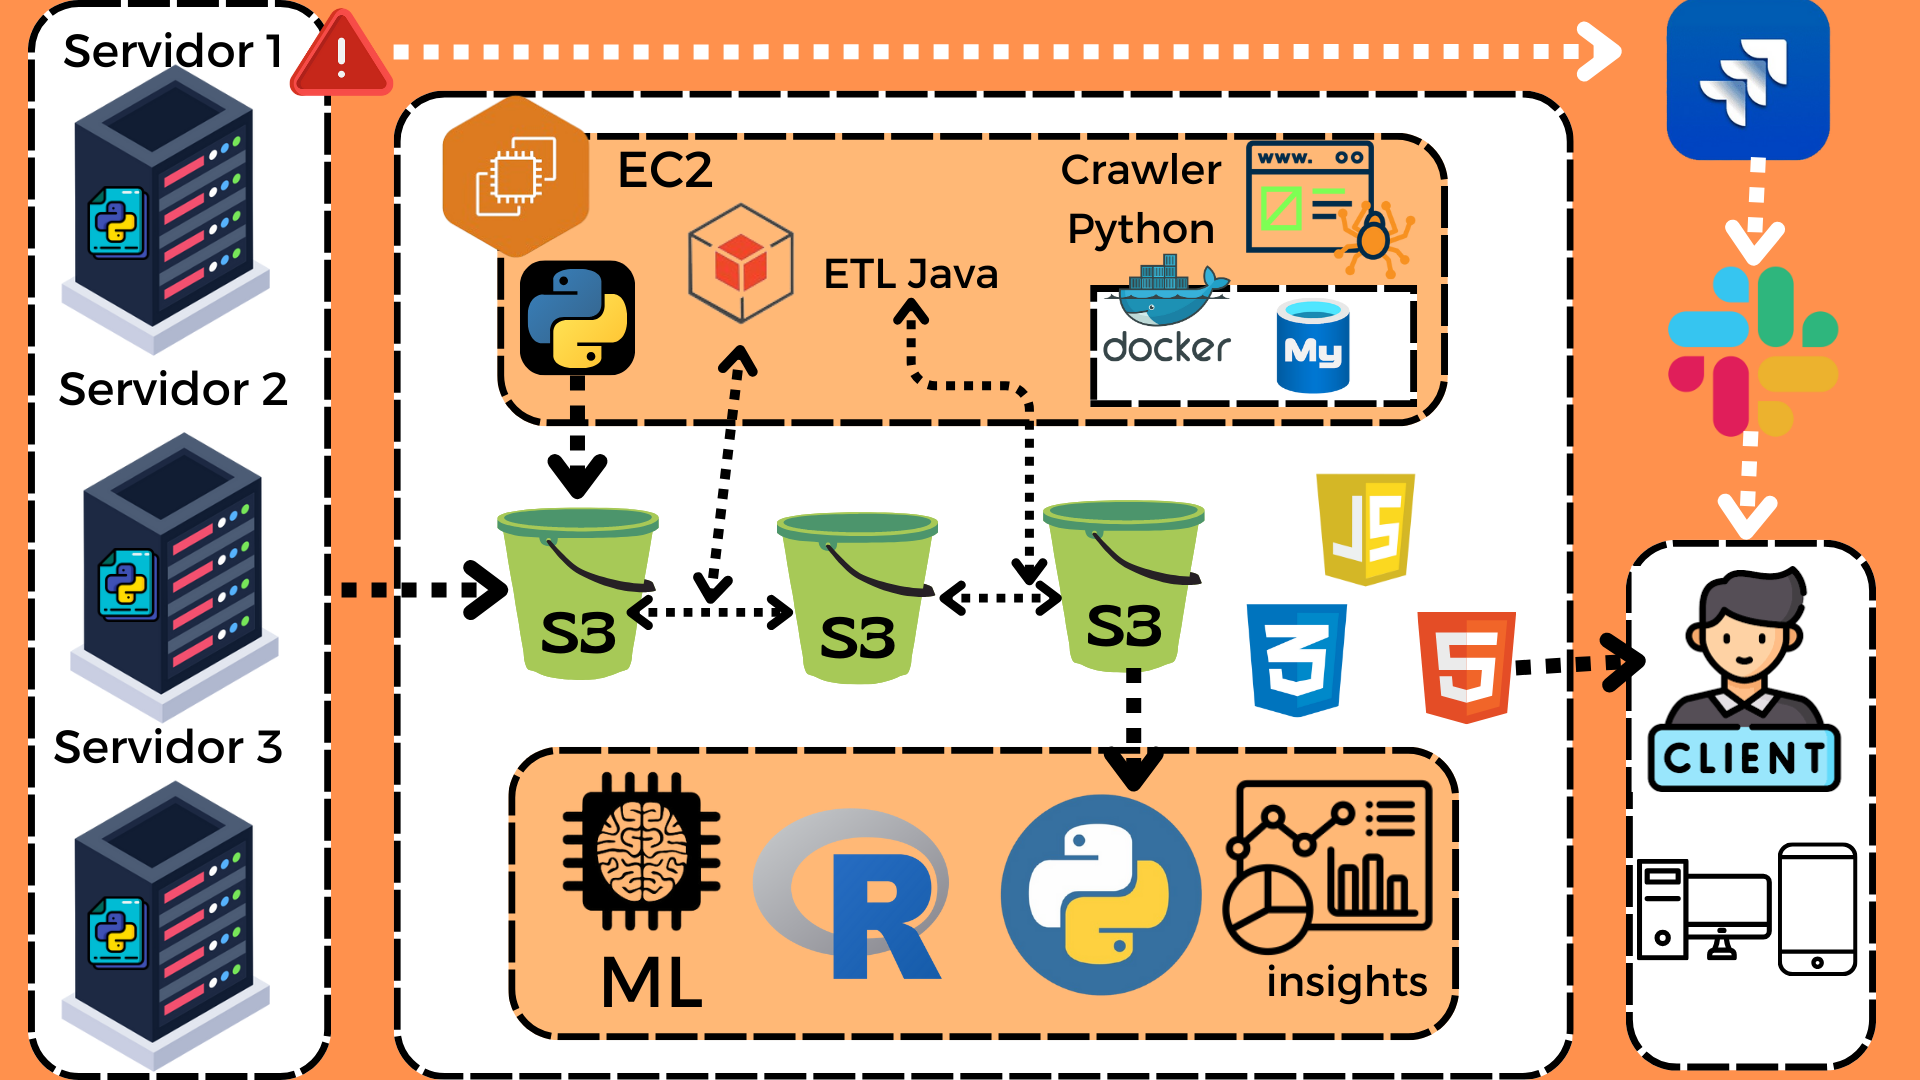 Servidor 1
Servidor 2
Servidor 3
EC2
ETL Java
Crawler
Python
www.
docker
My
S3
S3
S3
JS
3
5
CLIENT
ML
R
insights